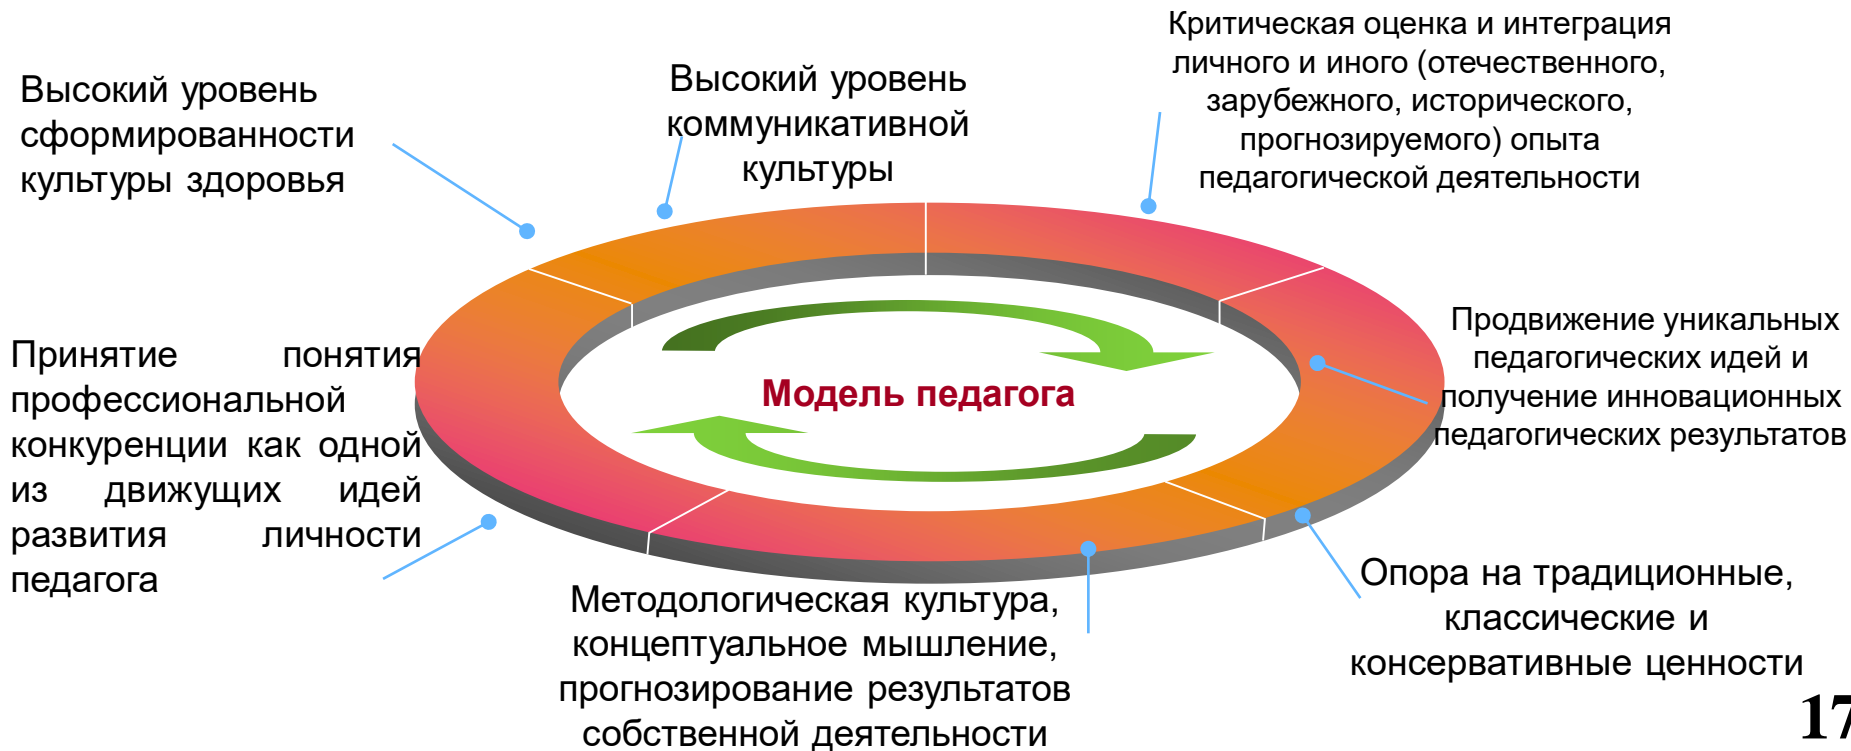 Критическая оценка и интеграция
личного и иного (отечественного,
зарубежного, исторического,
прогнозируемого) опыта
педагогической деятельности
Высокий уровень
коммуникативной
культуры
Высокий уровень
сформированности
культуры здоровья
Продвижение уникальных
педагогических идей и
получение инновационных
педагогических результатов
Принятие понятия
профессиональной
конкуренции как одной
из движущих идей
развития личности
педагога
Модель педагога
Опора на традиционные,
классические и
консервативные ценности
Методологическая культура,
концептуальное мышление,
прогнозирование результатов
собственной деятельности
17